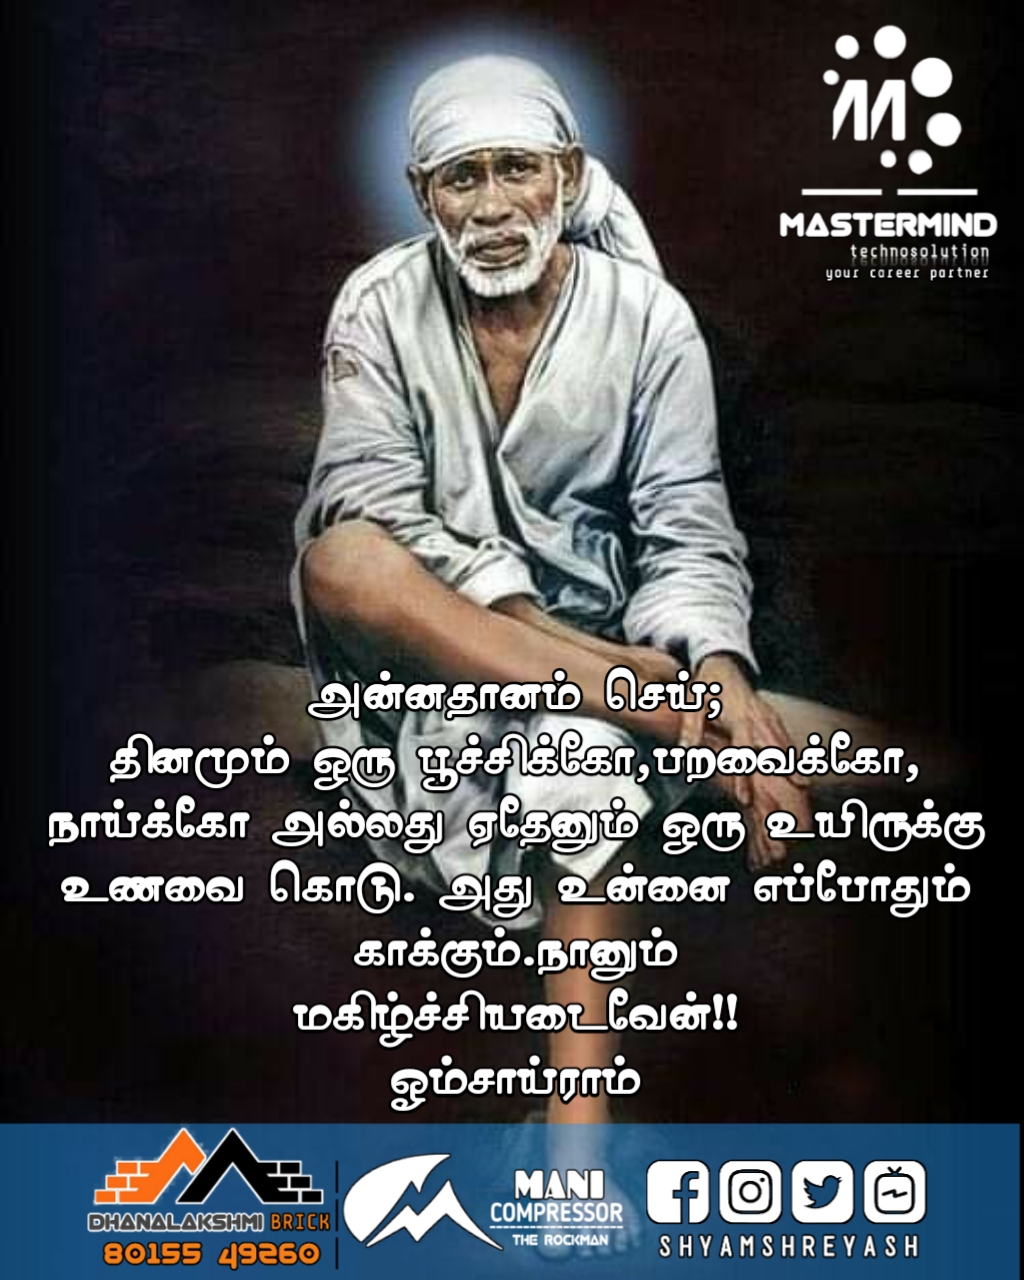 M
MASTERMIND
technosolution
your career partner
அன்னதானம் செய்;
தினமும் ஒரு பூச்சிக்கோ,பறவைக்கோ,
நாய்க்கோ அல்லது ஏதேனும் ஒரு உயிருக்கு
உணவை கொடு. அது உன்னை எப்போதும்
காக்கும்.நானும்
மகிழ்ச்சியடைவேன்!!
ஓம்சாய்ராம்
DHANALAKSHMI BRICK
80155 49260
MANI
COMPRESSOR
THE ROCKMAN
SHYAMSHREYASH